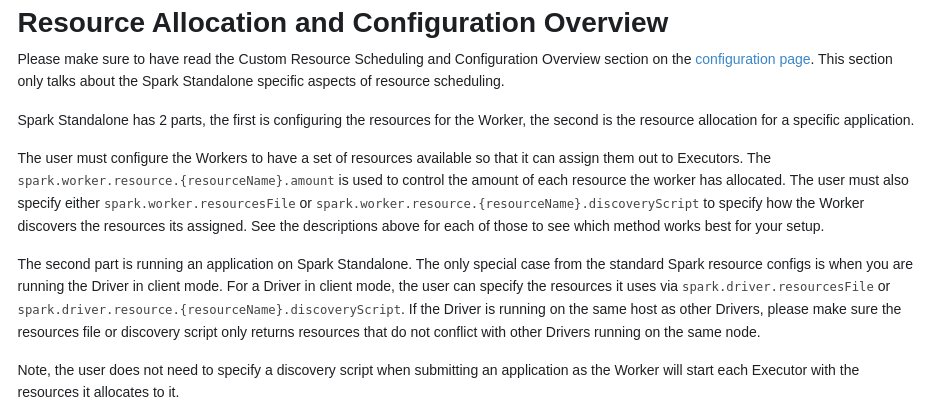 Resource Allocation and Configuration Overview
Please make sure to have read the Custom Resource Scheduling and Configuration Overview section on the configuration page. This section
only talks about the Spark Standalone specific aspects of resource scheduling.
Spark Standalone has 2 parts, the first is configuring the resources for the Worker, the second is the resource allocation for a specific application.
The user must configure the Workers to have a set of resources available so that it can assign them out to Executors. The
spark.worker.resource.{resourceName}.amount is used to control the amount of each resource the worker has allocated. The user must also
specify either spark.worker.resourcesFile or spark.worker.resource.{resourceName}.discoveryScript to specify how the Worker
discovers the resources its assigned. See the descriptions above for each of those to see which method works best for your setup.
The second part is running an application on Spark Standalone. The only special case from the standard Spark resource configs is when you are
running the Driver in client mode. For a Driver in client mode, the user can specify the resources it uses via spark.driver.resourcesFile or
spark.driver.resource.{resourceName}.discoveryScript. If the Driver is running on the same host as other Drivers, please make sure the
resources file or discovery script only returns resources that do not conflict with other Drivers running on the same node.
Note, the user does not need to specify a discovery script when submitting an application as the Worker will start each Executor with the
resources it allocates to it.